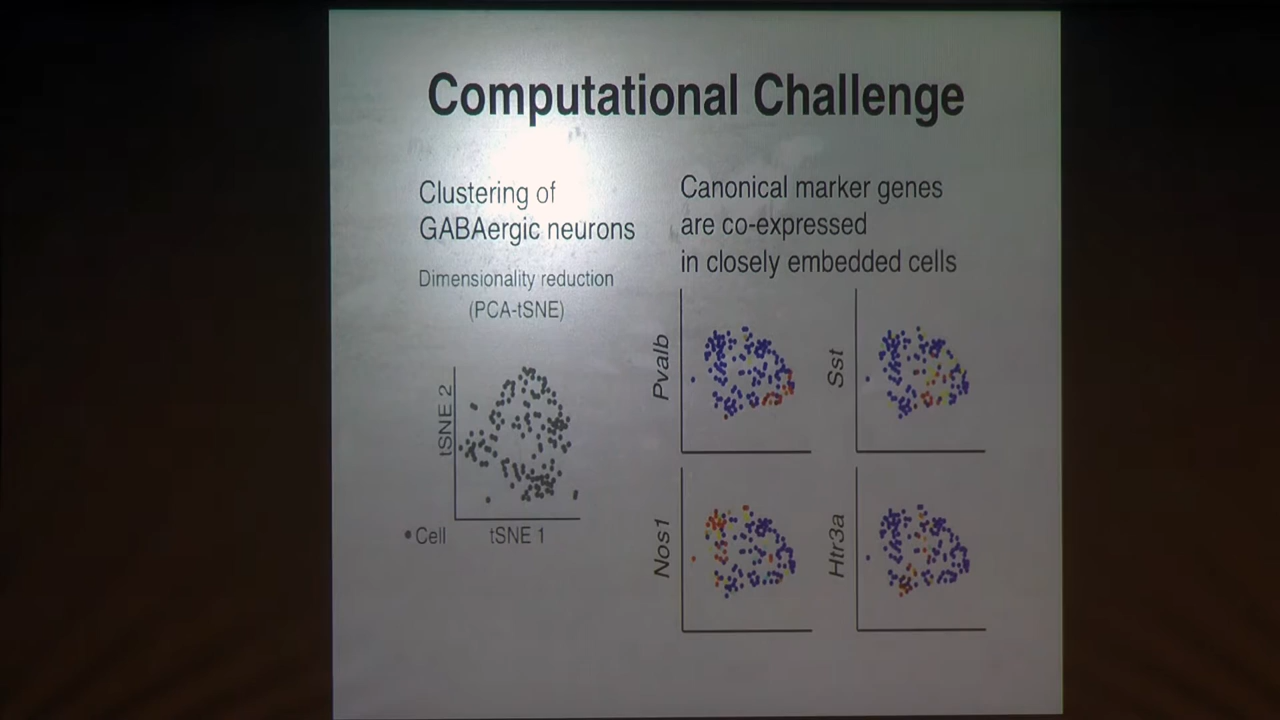 Computational Challenge
Clustering of
GABAergic neurons
Dimensionality reduction
(PCA-tSNE)
tSNE 2
Cell
tSNE 1
Canonical marker genes
are co-expressed
in closely embedded cells
Pvalb
Sst
Nos1
Htr3a